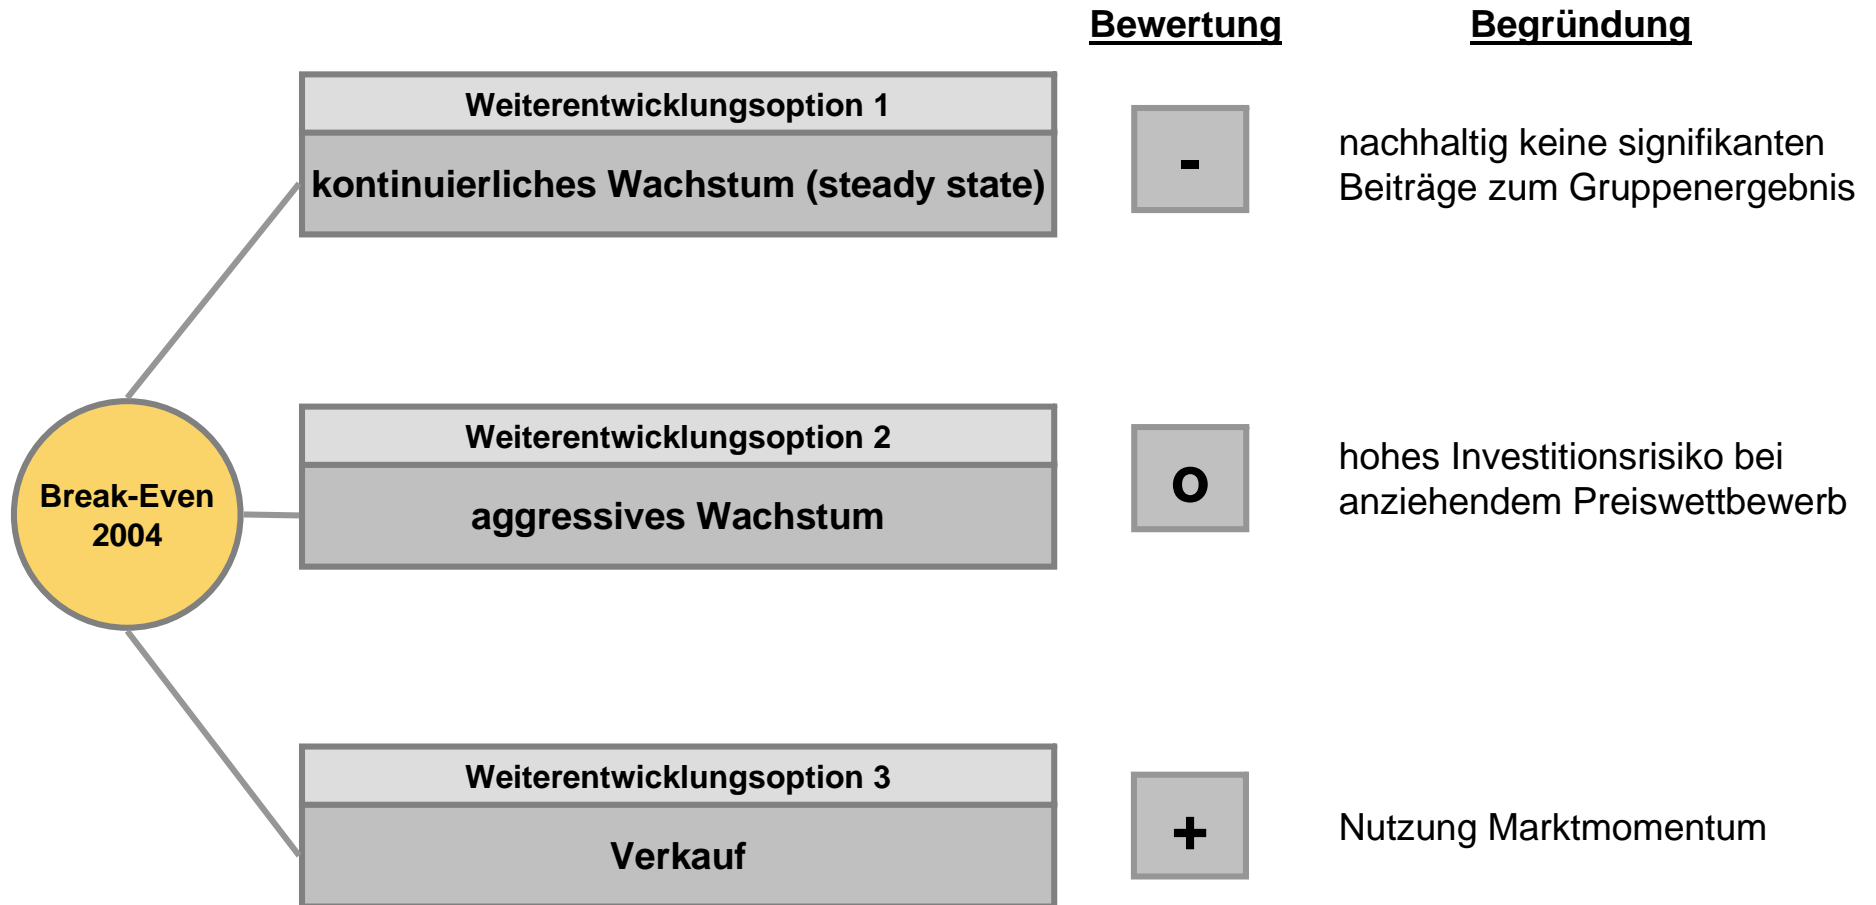 Bewertung
Begründung
Weiterentwicklungsoption 1
kontinuierliches Wachstum (steady state)
-
nachhaltig keine signifikanten
Beiträge zum Gruppenergebnis
Break-Even
2004
Weiterentwicklungsoption 2
aggressives Wachstum
o
hohes Investitionsrisiko bei
anziehendem Preiswettbewerb
Weiterentwicklungsoption 3
Verkauf
+
Nutzung Marktmomentum